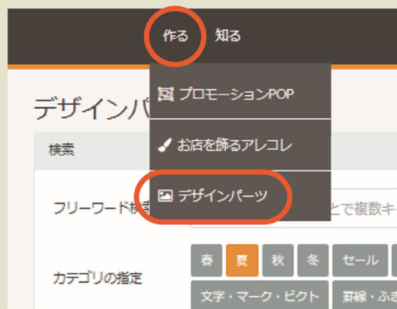 作る 知る
プロモーションPOP
デザインパ
お店を飾るアレコレ
検索
デザインパーツ
フリーワード検
とで複数キー
春 夏 秋 冬 セール
カテゴリの指定
文字・マーク・ピクト 罫線・ふき